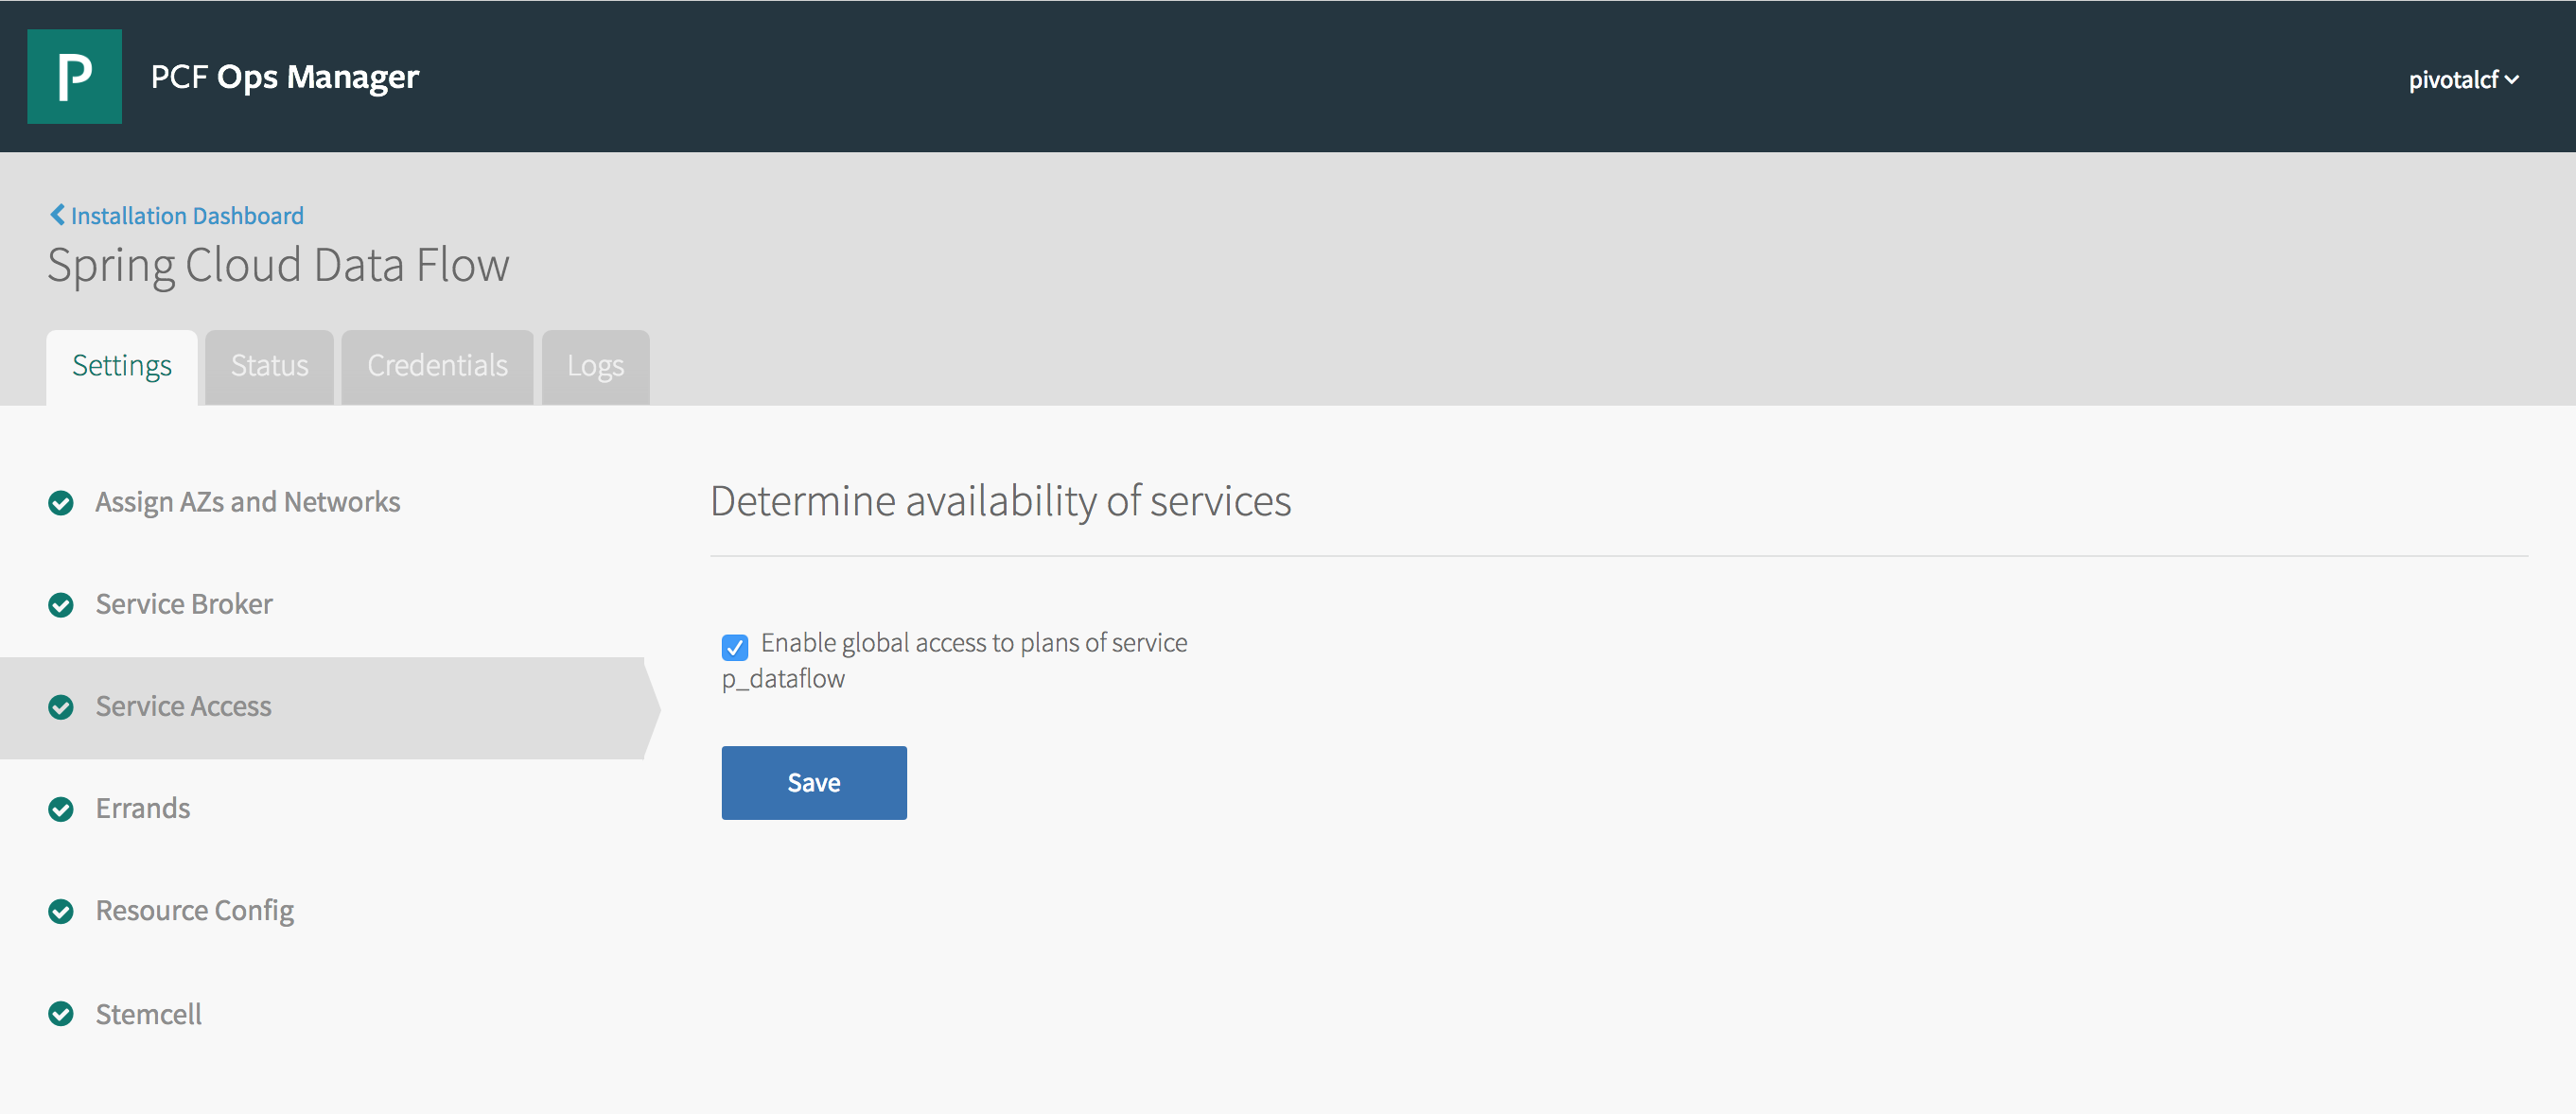 P
PCF Ops Manager
pivotalcf
Installation Dashboard
Spring Cloud Data Flow
Settings
Status
Credentials
Logs
Assign AZs and Networks
Service Broker
Service Access
Errands
Resource Config
Stemcell
Determine availability of services
Enable global access to plans of service
p_dataflow
Save